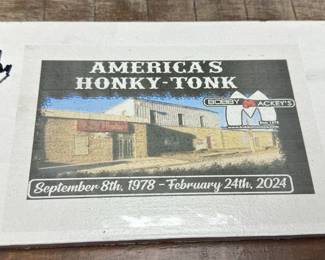 AMERICA'S
HONKY-TONK
BOBBY MACKEY'S
September 8th, 1978 - February 24th, 2024